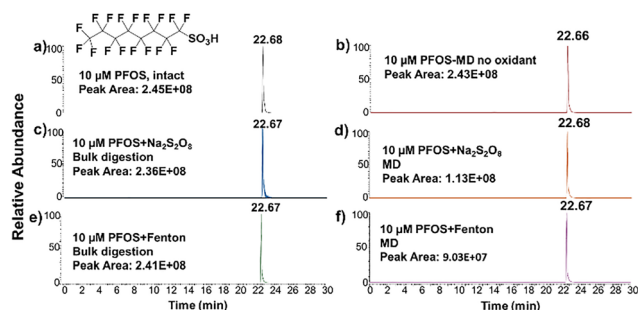 F F F F F F F F
F
F
F F F F F F F
SO₃H
a)
22.68
100
50
0
10 µM PFOS, intact
Peak Area: 2.45E+08
b)
22.66
100
50
0
10 µM PFOS-MD no oxidant
Peak Area: 2.43E+08
c)
22.67
100
50
0
10 µM PFOS+Na₂S₂O₈
Bulk digestion
Peak Area: 2.36E+08
d)
22.68
100
50
0
10 µM PFOS+Na₂S₂O₈
MD
Peak Area: 1.13E+08
e)
22.67
100
50
0
10 µM PFOS+Fenton
Bulk digestion
Peak Area: 2.41E+08
f)
22.67
100
50
0
10 µM PFOS+Fenton
MD
Peak Area: 9.03E+07
Relative Abundance
0 2 4 6 8 10 12 14 16 18 20 22 24 26 28 30
0 2 4 6 8 10 12 14 16 18 20 22 24 26 28 30
Time (min)
Time (min)